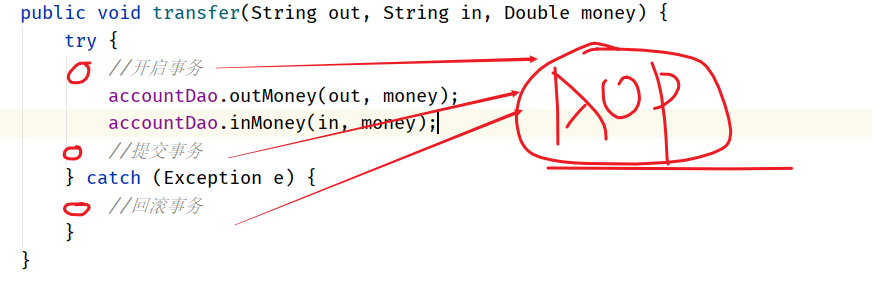 public void transfer(String out, String in, Double money) {
try {
//开启事务
accountDao.outMoney(out, money);
accountDao.inMoney(in, money);
//提交事务
} catch (Exception e) {
//回滚事务
}
}
AOP